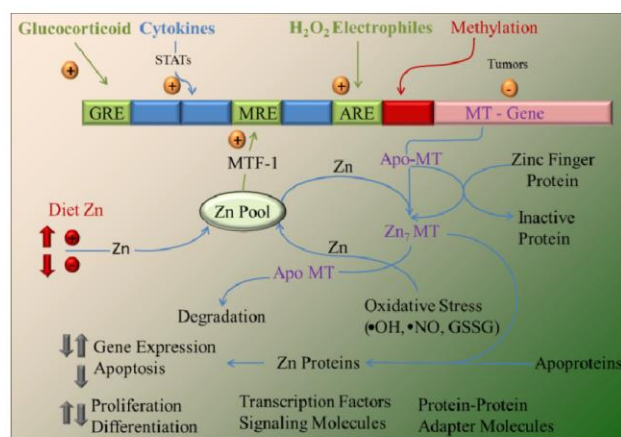 Glucocorticoid Cytokines H₂O₂ Electrophiles Methylation
STATs
Tumors
+ + + -
GRE MRE ARE MT - Gene
+
MTF-1
Zn
Apo-MT
Zinc Finger
Protein
Diet Zn
Zn Pool
+
Zn
-
Zn
Zn₇ MT
Inactive
Protein
Apo MT
Degradation
Oxidative Stress
(•OH, •NO, GSSG)
Gene Expression
Apoptosis
Zn Proteins
Apoproteins
Proliferation
Differentiation
Transcription Factors
Signaling Molecules
Protein-Protein
Adapter Molecules